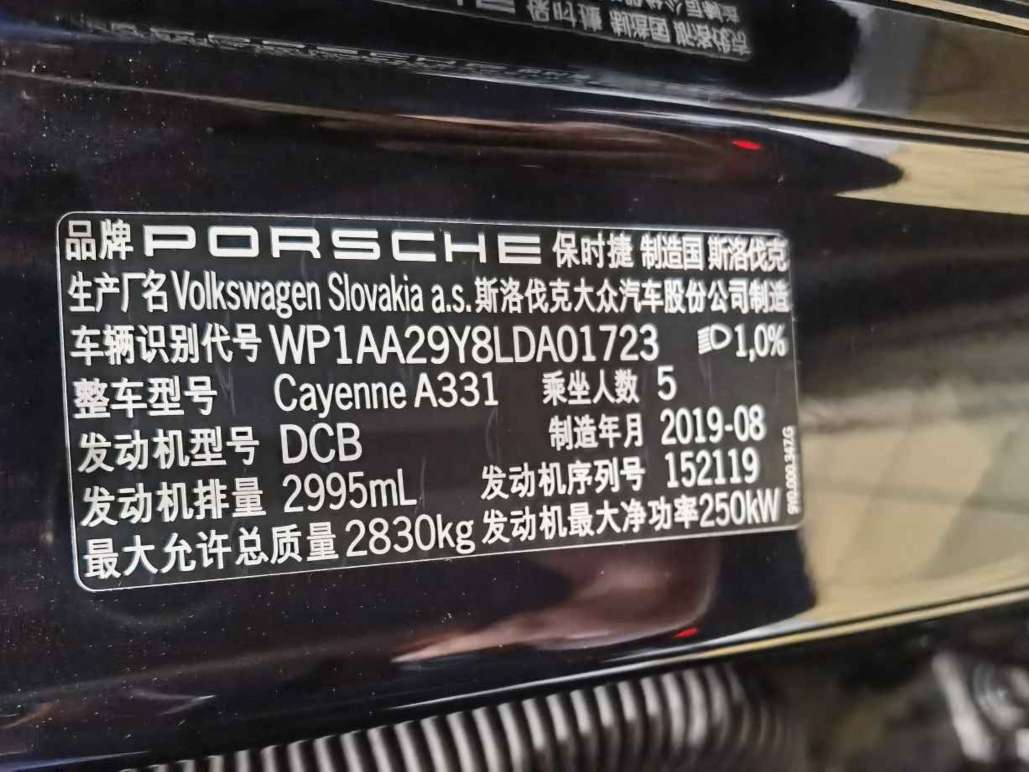 品牌 PORSCHE 保时捷 制造国 斯洛伐克
生产厂名 Volkswagen Slovakia a.s. 斯洛伐克大众汽车股份公司制造
车辆识别代号 WP1AA29Y8LDA01723 1,0%
整车型号 Cayenne A331 乘坐人数 5
发动机型号 DCB 制造年月 2019-08
发动机排量 2995mL 发动机序列号 152119
最大允许总质量 2830kg 发动机最大净功率 250kW